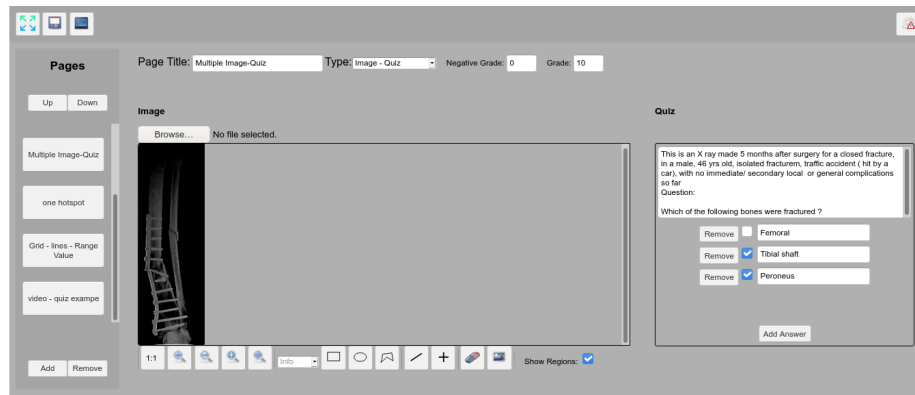 Pages
Page Title: Multiple Image-Quiz Type: Image - Quiz Negative Grade: 0 Grade: 10
Up Down
Image
Quiz
Browse... No file selected.
Multiple Image-Quiz
one hotspot
Grid - lines - Range
Value
video - quiz exampe
Add Remove
This is an X ray made 5 months after surgery for a closed fracture,
in a male, 46 yrs old, isolated fracturem, traffic accident ( hit by a
car), with no immediate/ secondary local or general complications
so far
Question:
Which of the following bones were fractured ?
Remove Femoral
Remove Tibial shaft
Remove Peroneus
Add Answer
1:1 Info Show Regions: